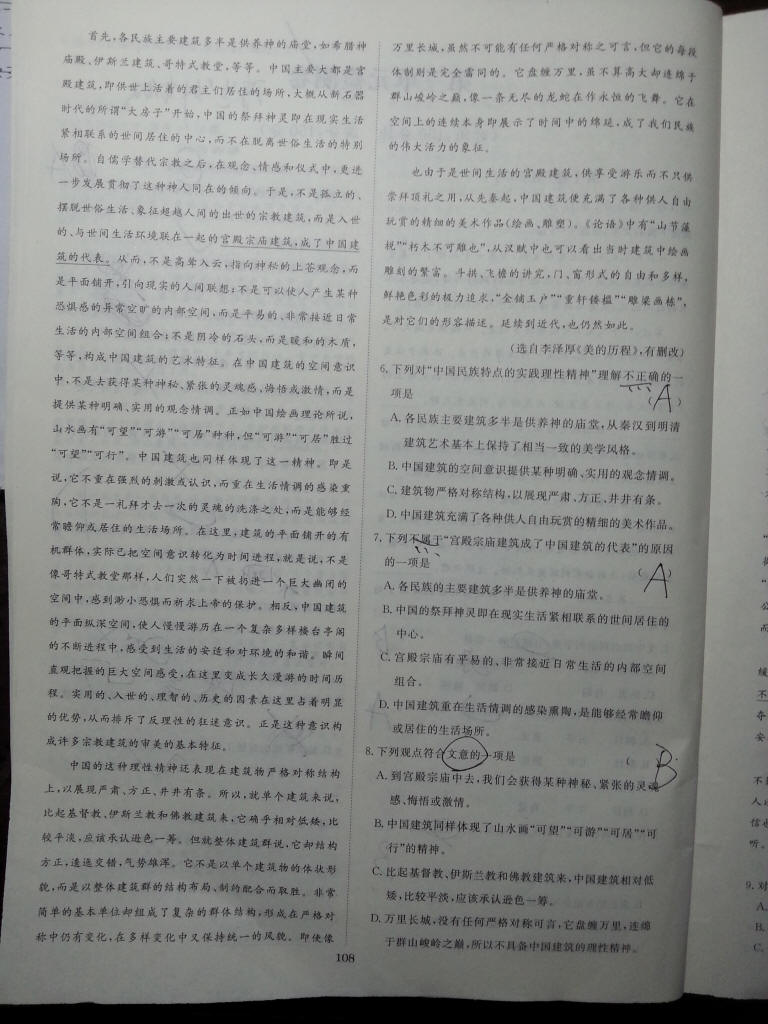 首先,各民族主要建筑多半是供养神的庙堂,如希腊神
庙殿、伊斯兰建筑、哥特式教堂,等等。中国主要大都是宫
殿建筑,即供世上活着的君主们居住的场所,大概从新石器
时代的所谓“大房子”开始,中国的祭拜神灵即在现实生活
紧相联系的世间居住的中心,而不在脱离世俗生活的特别
场所。自儒学替代宗教之后,在观念、情感和仪式中,更进
一步发展贯彻了这种神人同在的倾向。于是,不是孤立的、
摆脱世俗生活、象征超越人间的出世的宗教建筑,而是入世
的、与世间生活环境联在一起的宫殿宗庙建筑,成了中国建
筑的代表。从而,不是高耸入云,指向神秘的上苍观念,而
是平面铺开,引向现实的人间联想;不是可以使人产生某种
恐惧感的异常空旷的内部空间,而是平易的、非常接近日常
生活的内部空间组合;不是阴冷的石头,而是暖和的木质,
等等,构成中国建筑的艺术特征。在中国建筑的空间意识
中,不是去获得某种神秘、紧张的灵魂感,悔悟或激情,而是
提供某种明确、实用的观念情调。正如中国绘画理论所说,
山水画有“可望”“可游”“可居”种种,但“可游”“可居”胜过
“可望”“可行”。中国建筑也同样体现了这一精神。即是
说,它不重在强烈的刺激或认识,而重在生活情调的感染熏
陶,它不是一礼拜才去一次的灵魂的洗涤之处,而是能够经
常瞻仰或居住的生活场所。在这里,建筑的平面铺开的有
机群体,实际已把空间意识转化为时间进程,就是说,不是
像哥特式教堂那样,人们突然一下被扔进一个巨大幽闭的
空间中,感到渺小恐惧而祈求上帝的保护。相反,中国建筑
的平面纵深空间,使人慢慢游历在一个复杂多样楼台亭阁
的不断进程中,感受到生活的安适和对环境的和谐。瞬间
直观把握的巨大空间感受,在这里变成长久漫游的时间历
程。实用的、入世的、理智的、历史的因素在这里占着明显
的优势,从而排斥了反理性的狂迷意识。正是这种意识构
成许多宗教建筑的审美的基本特征。
中国的这种理性精神还表现在建筑物严格对称结构
上,以展现严肃、方正、井井有条。所以,就单个建筑来说,
比起基督教、伊斯兰教和佛教建筑来,它确乎相对低矮,比
较平淡,应该承认逊色一筹。但就整体建筑群说,它却结构
方正,逶迤交错,气势雄浑。它不是以单个建筑物的体状形
貌,而是以整体建筑群的结构布局、制约配合而取胜。非常
简单的基本单位却组成了复杂的群体结构,形成在严格对
称中仍有变化,在多样变化中又保持统一的风貌。即使像
万里长城,虽然不可能有任何严格对称之可言,但它的每段
体制则是完全雷同的。它盘缠万里,虽不算高大却连绵于
群山峻岭之巅,像一条无尽的龙蛇在作永恒的飞舞。它在
空间上的连续本身即展示了时间中的绵延,成了我们民族
的伟大活力的象征。
也由于是世间生活的宫殿建筑,供享受游乐而不只供
崇拜顶礼之用,从先秦起,中国建筑便充满了各种供人自由
玩赏的精细的美术作品(绘画、雕塑)。《论语》中有“山节藻
棁”“朽木不可雕也”,从汉赋中也可以看出当时建筑中绘画
雕刻的繁富。斗拱、飞檐的讲究,门、窗形式的自由和多样,
鲜艳色彩的极力追求,“金铺玉户”“重轩镂槛”“雕梁画栋”,
是对它们的形容描述。延续到近代,也仍然如此。
(选自李泽厚《美的历程》,有删改)
6.下列对“中国民族特点的实践理性精神”理解不正确的一
项是 (A)
A.各民族主要建筑多半是供养神的庙堂,从秦汉到明清
建筑艺术基本上保持了相当一致的美学风格。
B.中国建筑的空间意识提供某种明确、实用的观念情调。
C.建筑物严格对称结构,以展现严肃、方正、井井有条。
D.中国建筑充满了各种供人自由玩赏的精细的美术作品。
7.下列不属于“宫殿宗庙建筑成了中国建筑的代表”的原因
的一项是 (A)
A.各民族的主要建筑多半是供养神的庙堂。
B.中国的祭拜神灵即在现实生活紧相联系的世间居住的
中心。
C.宫殿宗庙有平易的、非常接近日常生活的内部空间
组合。
D.中国建筑重在生活情调的感染熏陶,是能够经常瞻仰
或居住的生活场所。
8.下列观点符合文意的一项是 (B
A.到宫殿宗庙中去,我们会获得某种神秘、紧张的灵魂
感、悔悟或激情。
B.中国建筑同样体现了山水画“可望”“可游”“可居”“可
行”的精神。
C.比起基督教、伊斯兰教和佛教建筑来,中国建筑相对低
矮,比较平淡,应该承认逊色一筹。
D.万里长城,没有任何严格对称可言,它盘缠万里,连绵
于群山峻岭之巅,所以不具备中国建筑的理性精神。
108
9.对
A.
B.
C.